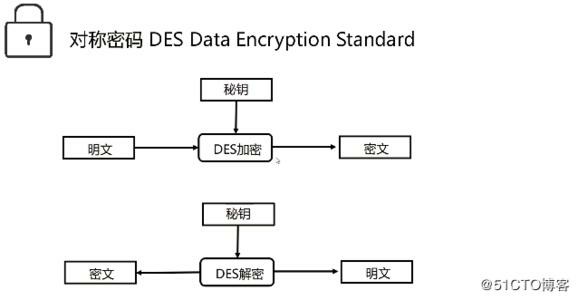 对称密码 DES Data Encryption Standard
秘钥
明文
DES加密
密文
秘钥
密文
DES解密
明文
@51CTO博客